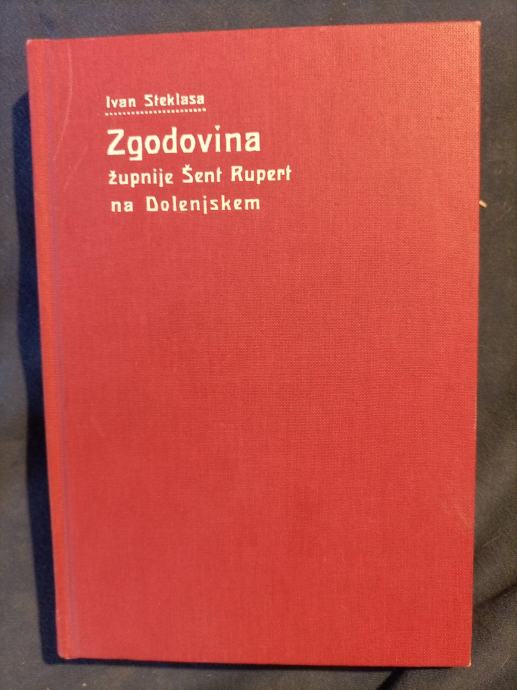 Ivan Steklasa
Zgodovina
župnije Šent Rupert
na Dolenjskem